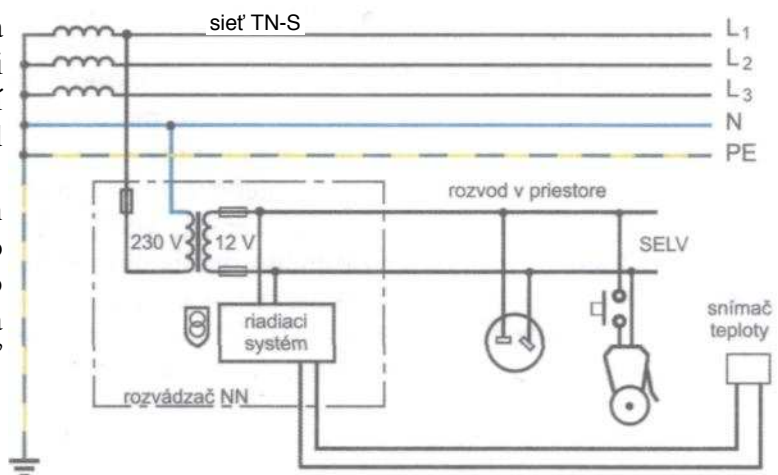 sieť TN-S
L1
L2
L3
N
PE
rozvod v priestore
230 V
12 V
SELV
riadiaci
systém
snímač
teploty
rozvádzač NN